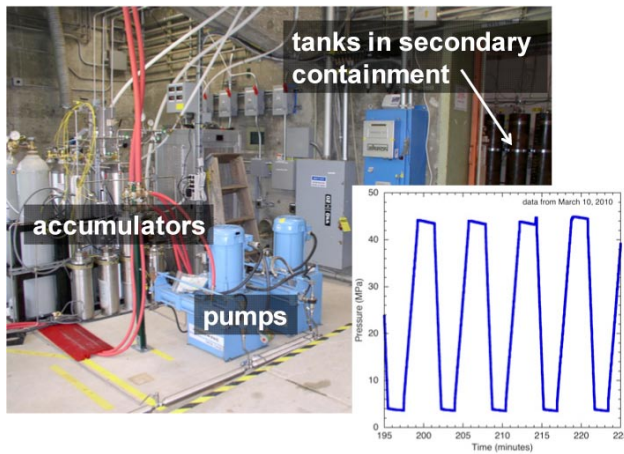 tanks in secondary
containment
accumulators
pumps
data from March 10, 2010
Pressure (MPa)
50
40
30
20
10
0
195 200 205 210 215 220 22
Time (minutes)